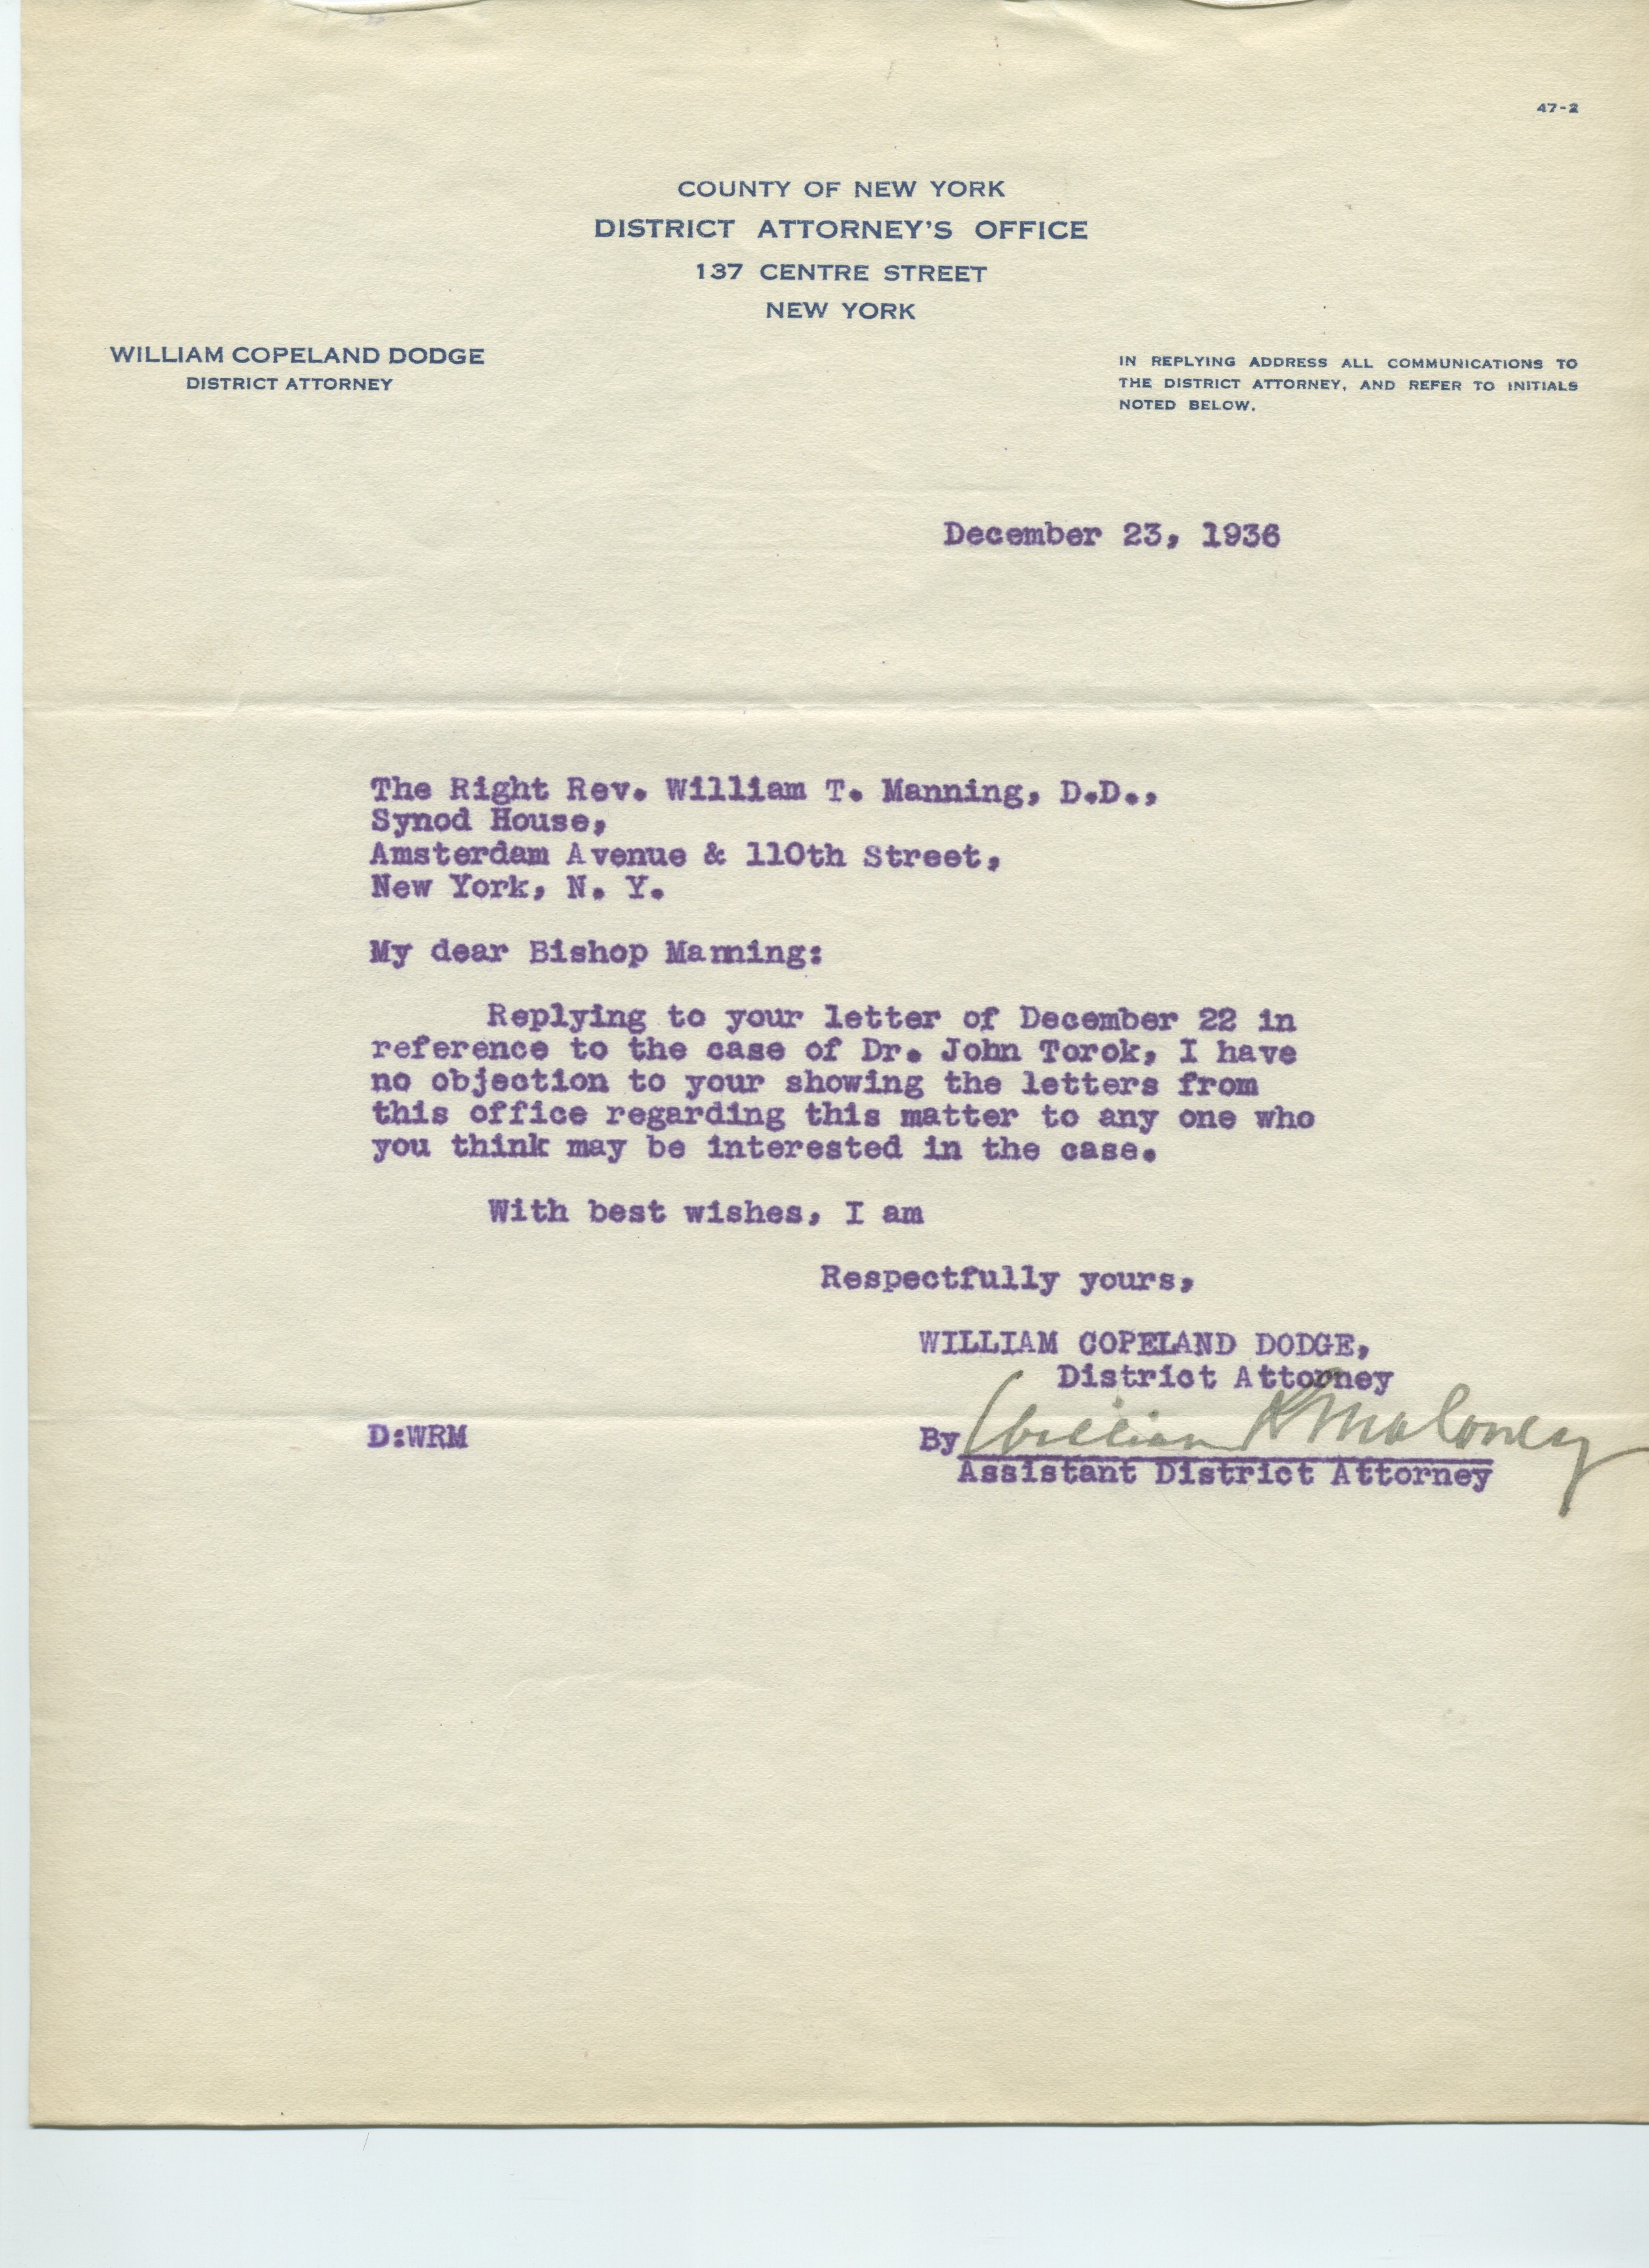 47-2
COUNTY OF NEW YORK
DISTRICT ATTORNEY'S OFFICE
137 CENTRE STREET
NEW YORK
WILLIAM COPELAND DODGE
DISTRICT ATTORNEY
IN REPLYING ADDRESS ALL COMMUNICATIONS TO
THE DISTRICT ATTORNEY, AND REFER TO INITIALS
NOTED BELOW.
December 23, 1936
The Right Rev. William T. Manning, D.D.,
Synod House,
Amsterdam Avenue & 110th Street,
New York, N. Y.
My dear Bishop Manning:
Replying to your letter of December 22 in
reference to the case of Dr. John Torok, I have
no objection to your showing the letters from
this office regarding this matter to any one who
you think may be interested in the case.
With best wishes, I am
Respectfully yours,
WILLIAM COPELAND DODGE,
District Attorney
D:WRM
By William R Maloney
Assistant District Attorney